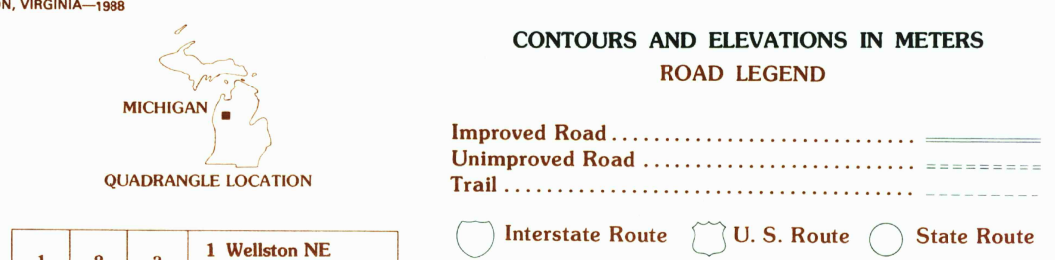 N, VIRGINIA—1988
MICHIGAN
QUADRANGLE LOCATION
CONTOURS AND ELEVATIONS IN METERS
ROAD LEGEND
Improved Road
Unimproved Road
Trail
Interstate Route
U. S. Route
State Route
1 Wellston NE